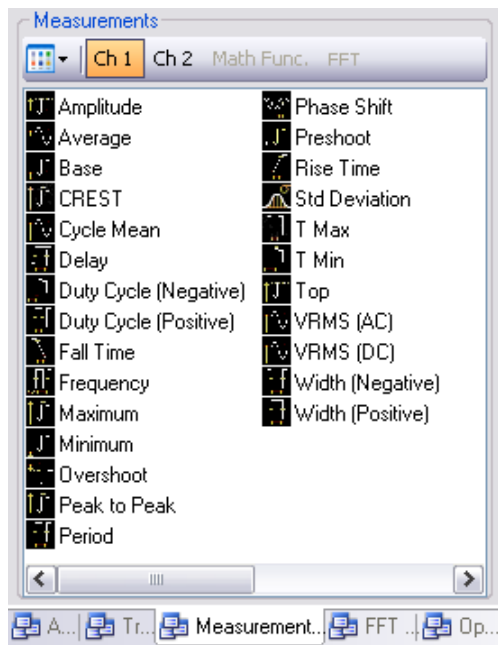 Measurements
Ch 1 Ch 2 Math Func. FFT
Amplitude
Average
Base
CREST
Cycle Mean
Delay
Duty Cycle (Negative)
Duty Cycle (Positive)
Fall Time
Frequency
Maximum
Minimum
Overshoot
Peak to Peak
Period
Phase Shift
Preshoot
Rise Time
Std Deviation
T Max
T Min
Top
VRMS (AC)
VRMS (DC)
Width (Negative)
Width (Positive)
A... Tr... Measurement... FFT ... Op...